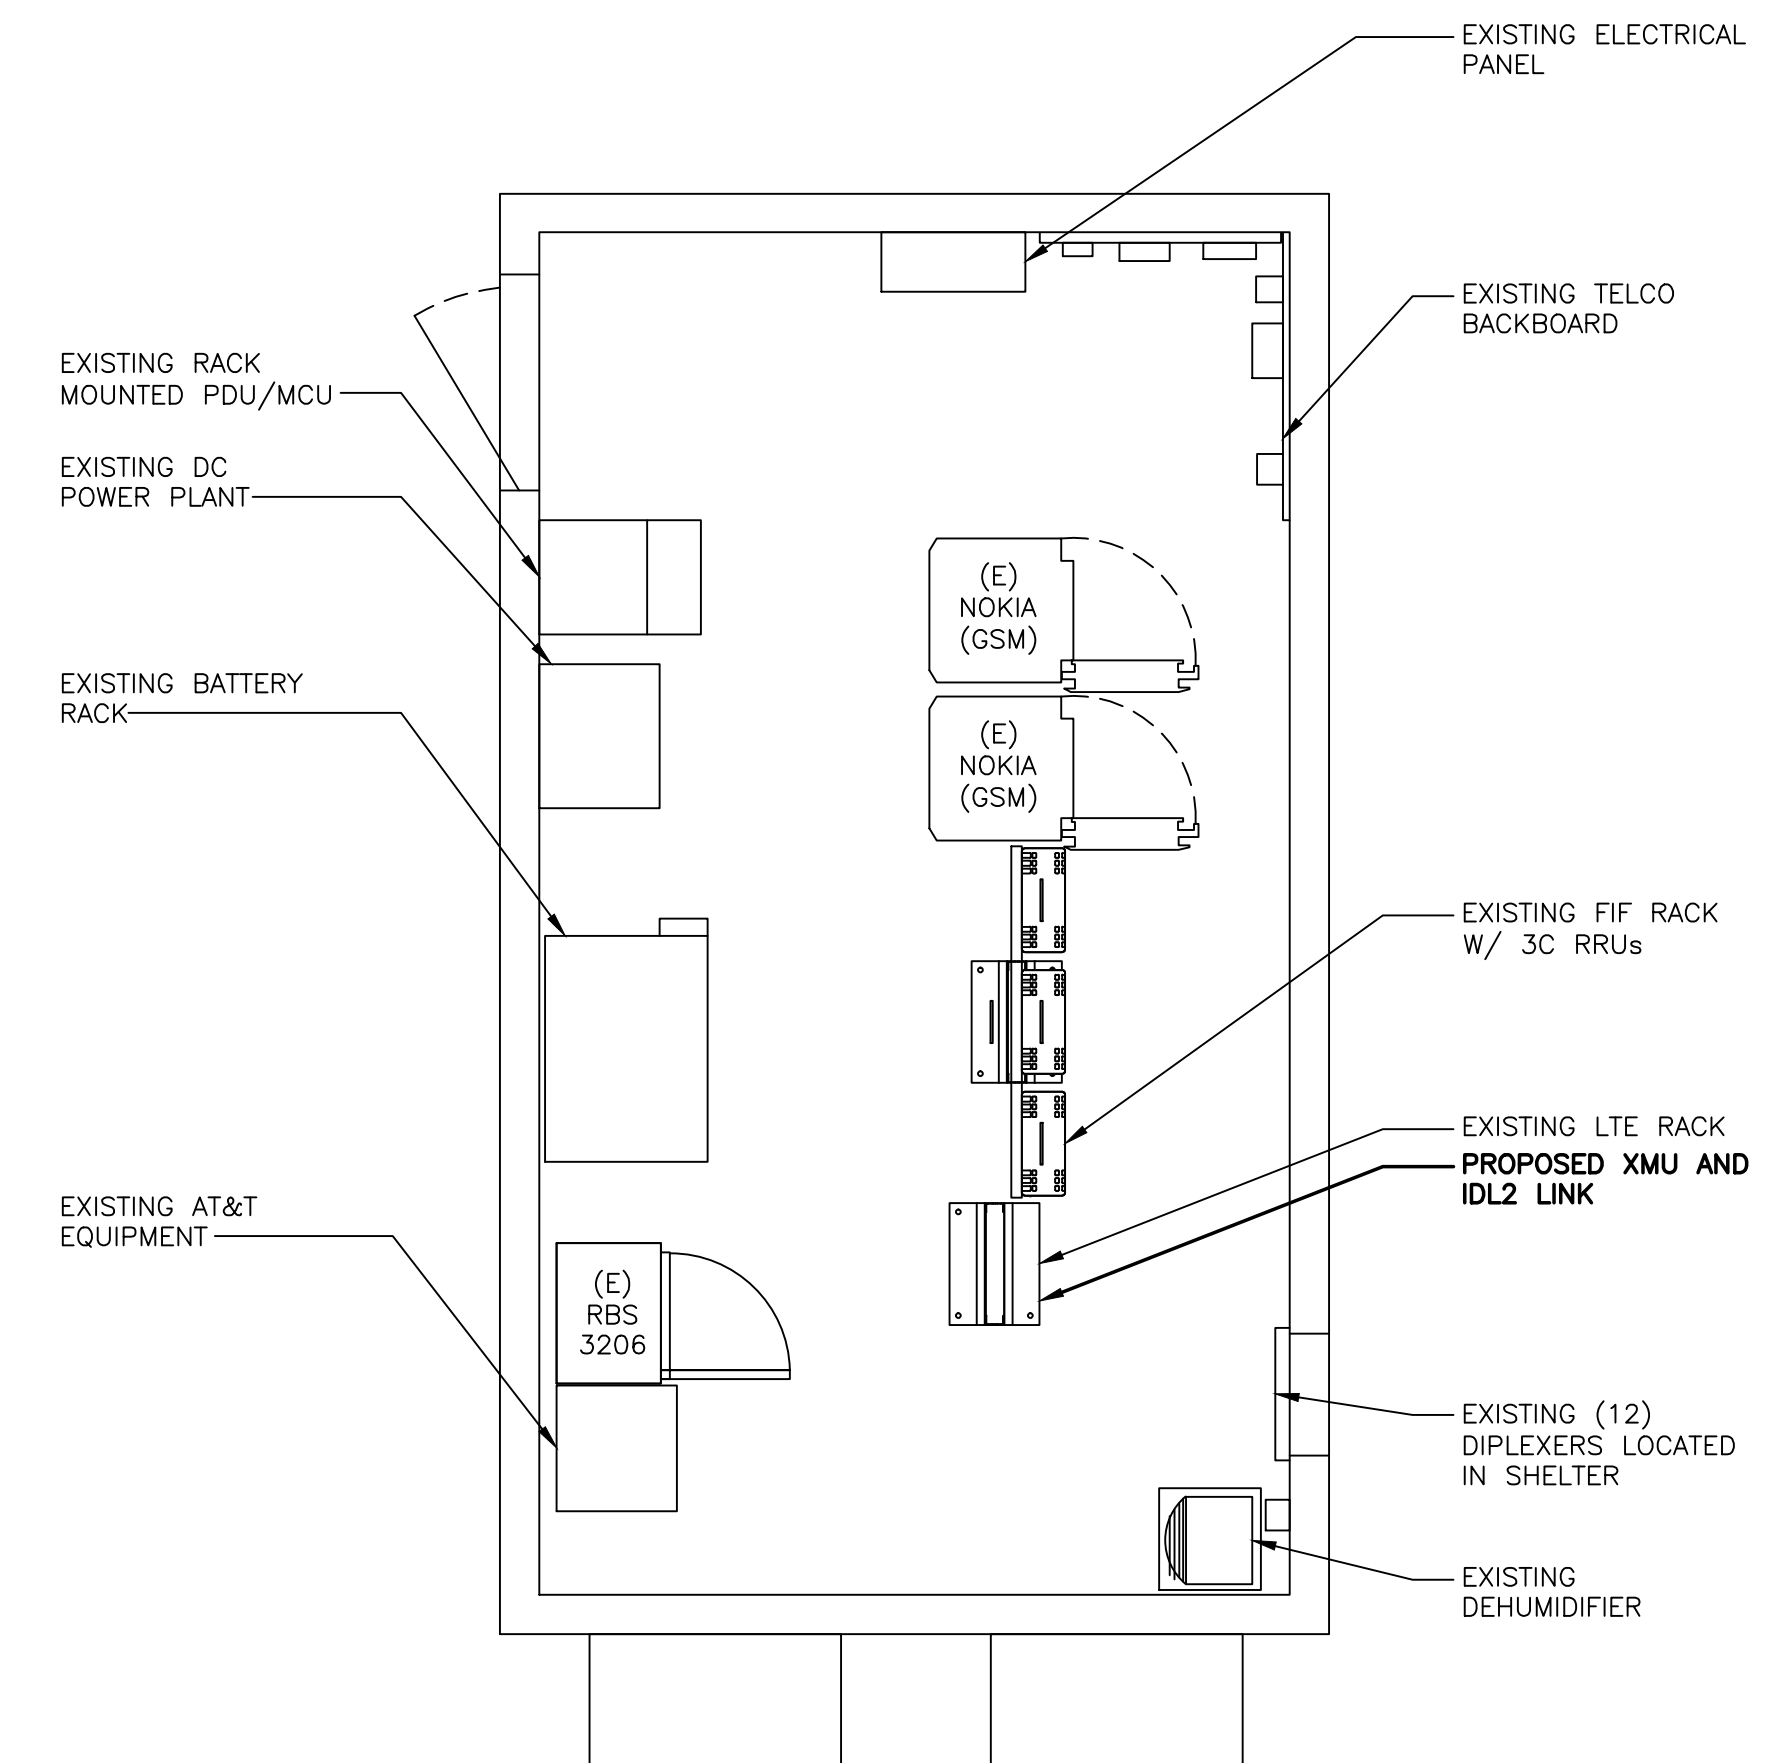 EXISTING ELECTRICAL
PANEL
EXISTING TELCO
BACKBOARD
EXISTING RACK
MOUNTED PDU/MCU
EXISTING DC
POWER PLANT
(E)
NOKIA
(GSM)
EXISTING BATTERY
RACK
(E)
NOKIA
(GSM)
EXISTING FIF RACK
W/ 3C RRUs
EXISTING LTE RACK
PROPOSED XMU AND
IDL2 LINK
EXISTING AT&T
EQUIPMENT
(E)
RBS
3206
EXISTING (12)
DIPLEXERS LOCATED
IN SHELTER
EXISTING
DEHUMIDIFIER